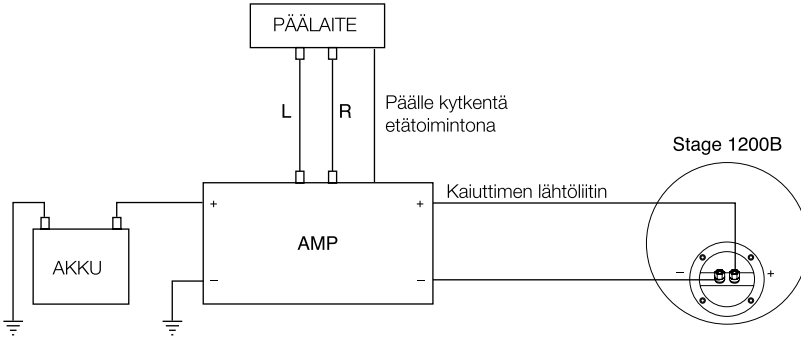 PÄÄLAITE
L
R
Päälle kytkentä
etätoimintona
Stage 1200B
Kaiuttimen lähtöliitin
+
+
AMP
AKKU
–
–
–
+